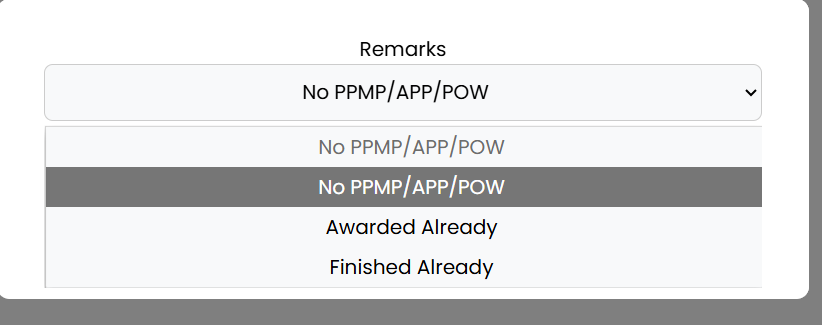 Remarks
No PPMP/APP/POW
No PPMP/APP/POW
No PPMP/APP/POW
Awarded Already
Finished Already